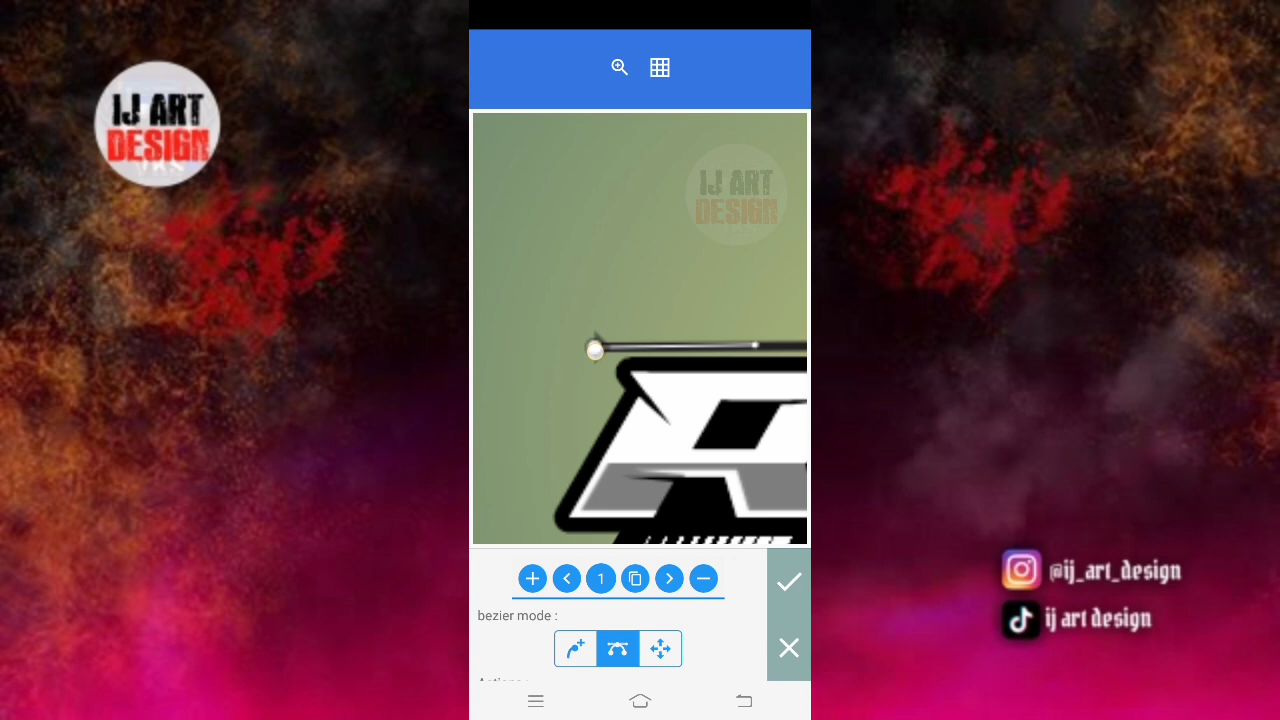 IJ ART
DESIGN
IJ ART
DESIGN
1
bezier mode :
@ij_art_design
ij art design